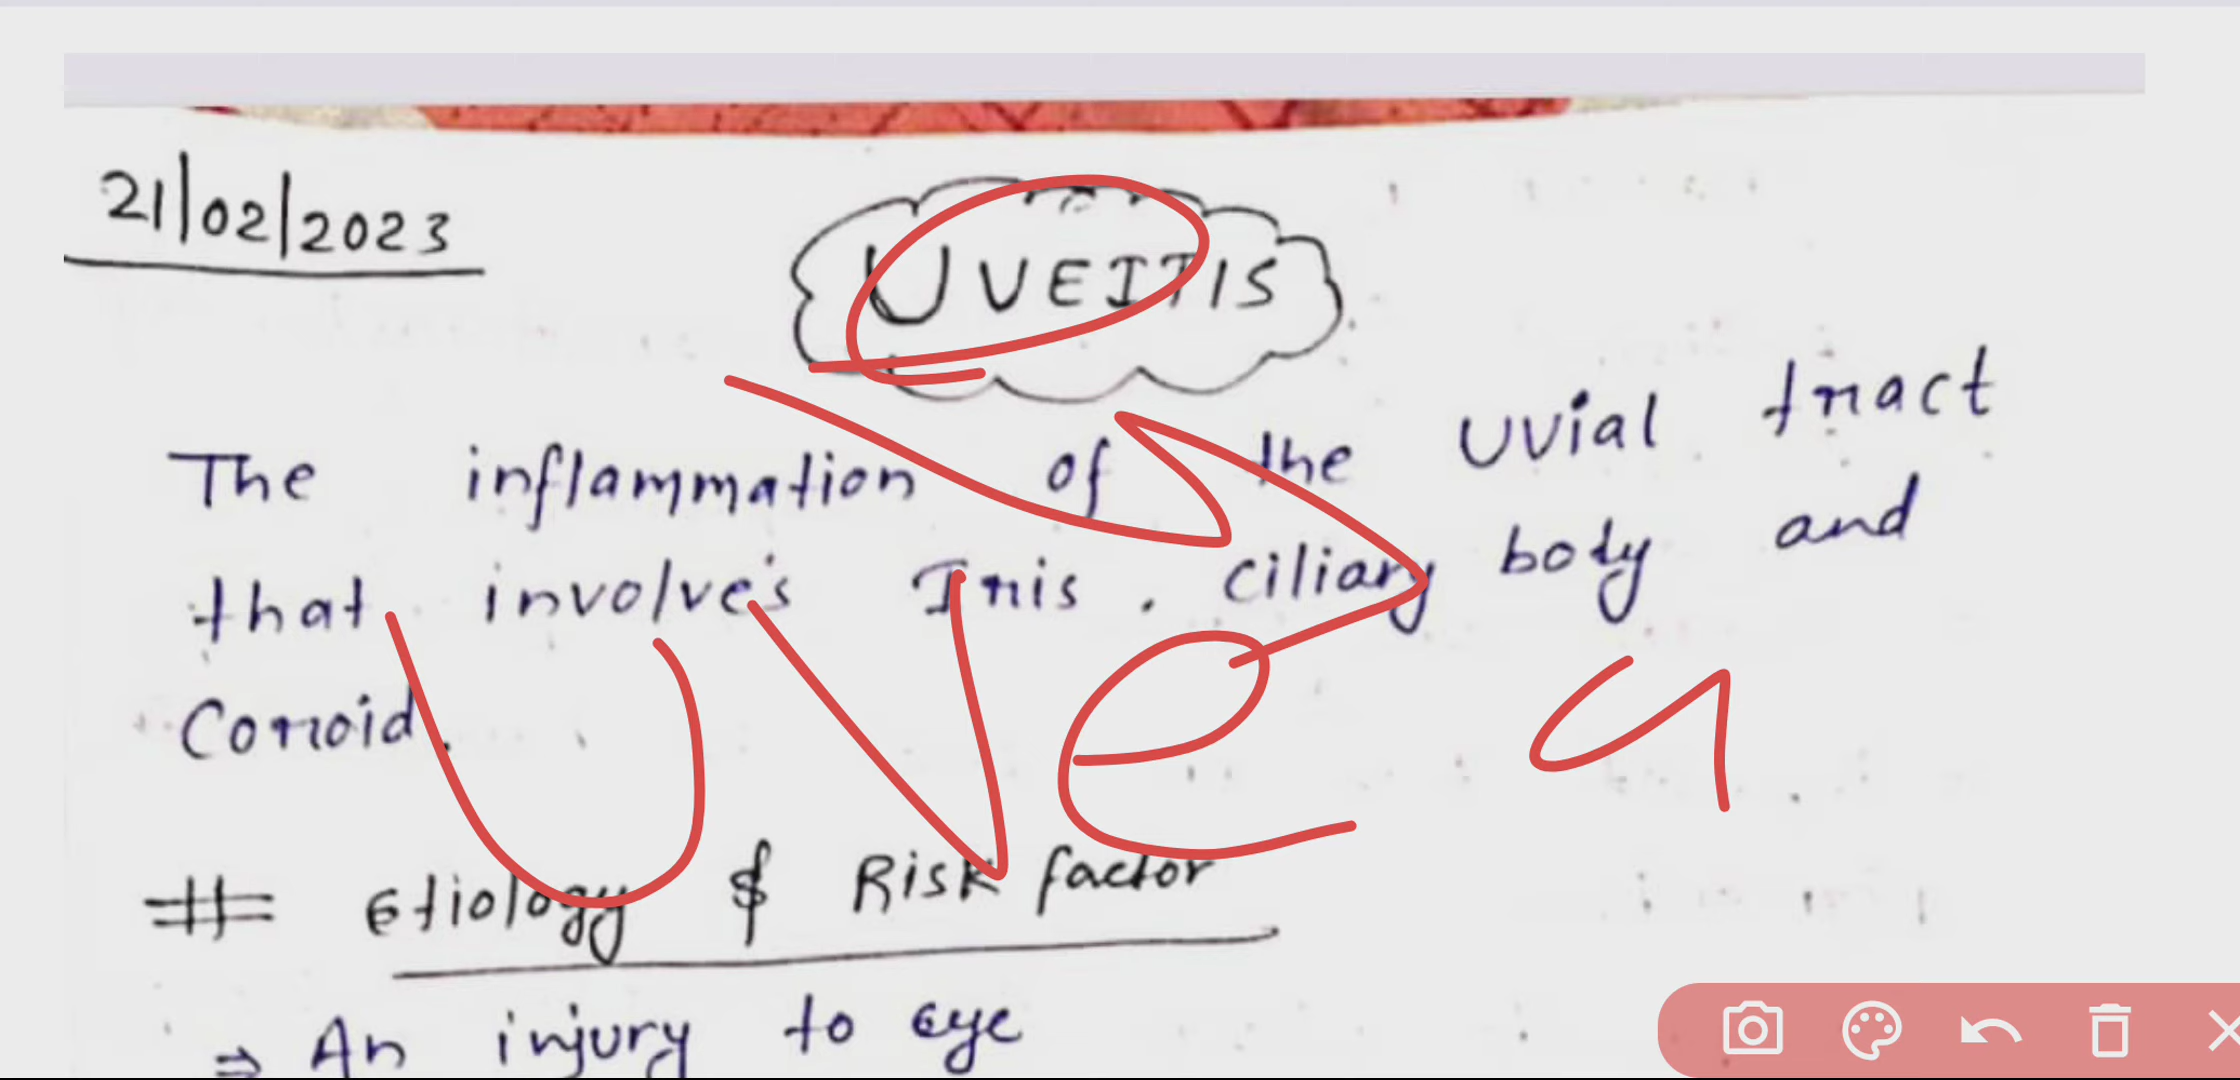 21/02/2023
UVEITIS
The inflammation of the uvial tract
that involve's Iris. ciliary body and
Corroid.
uvea
# etiology & Risk factor
⇒ An injury to eye